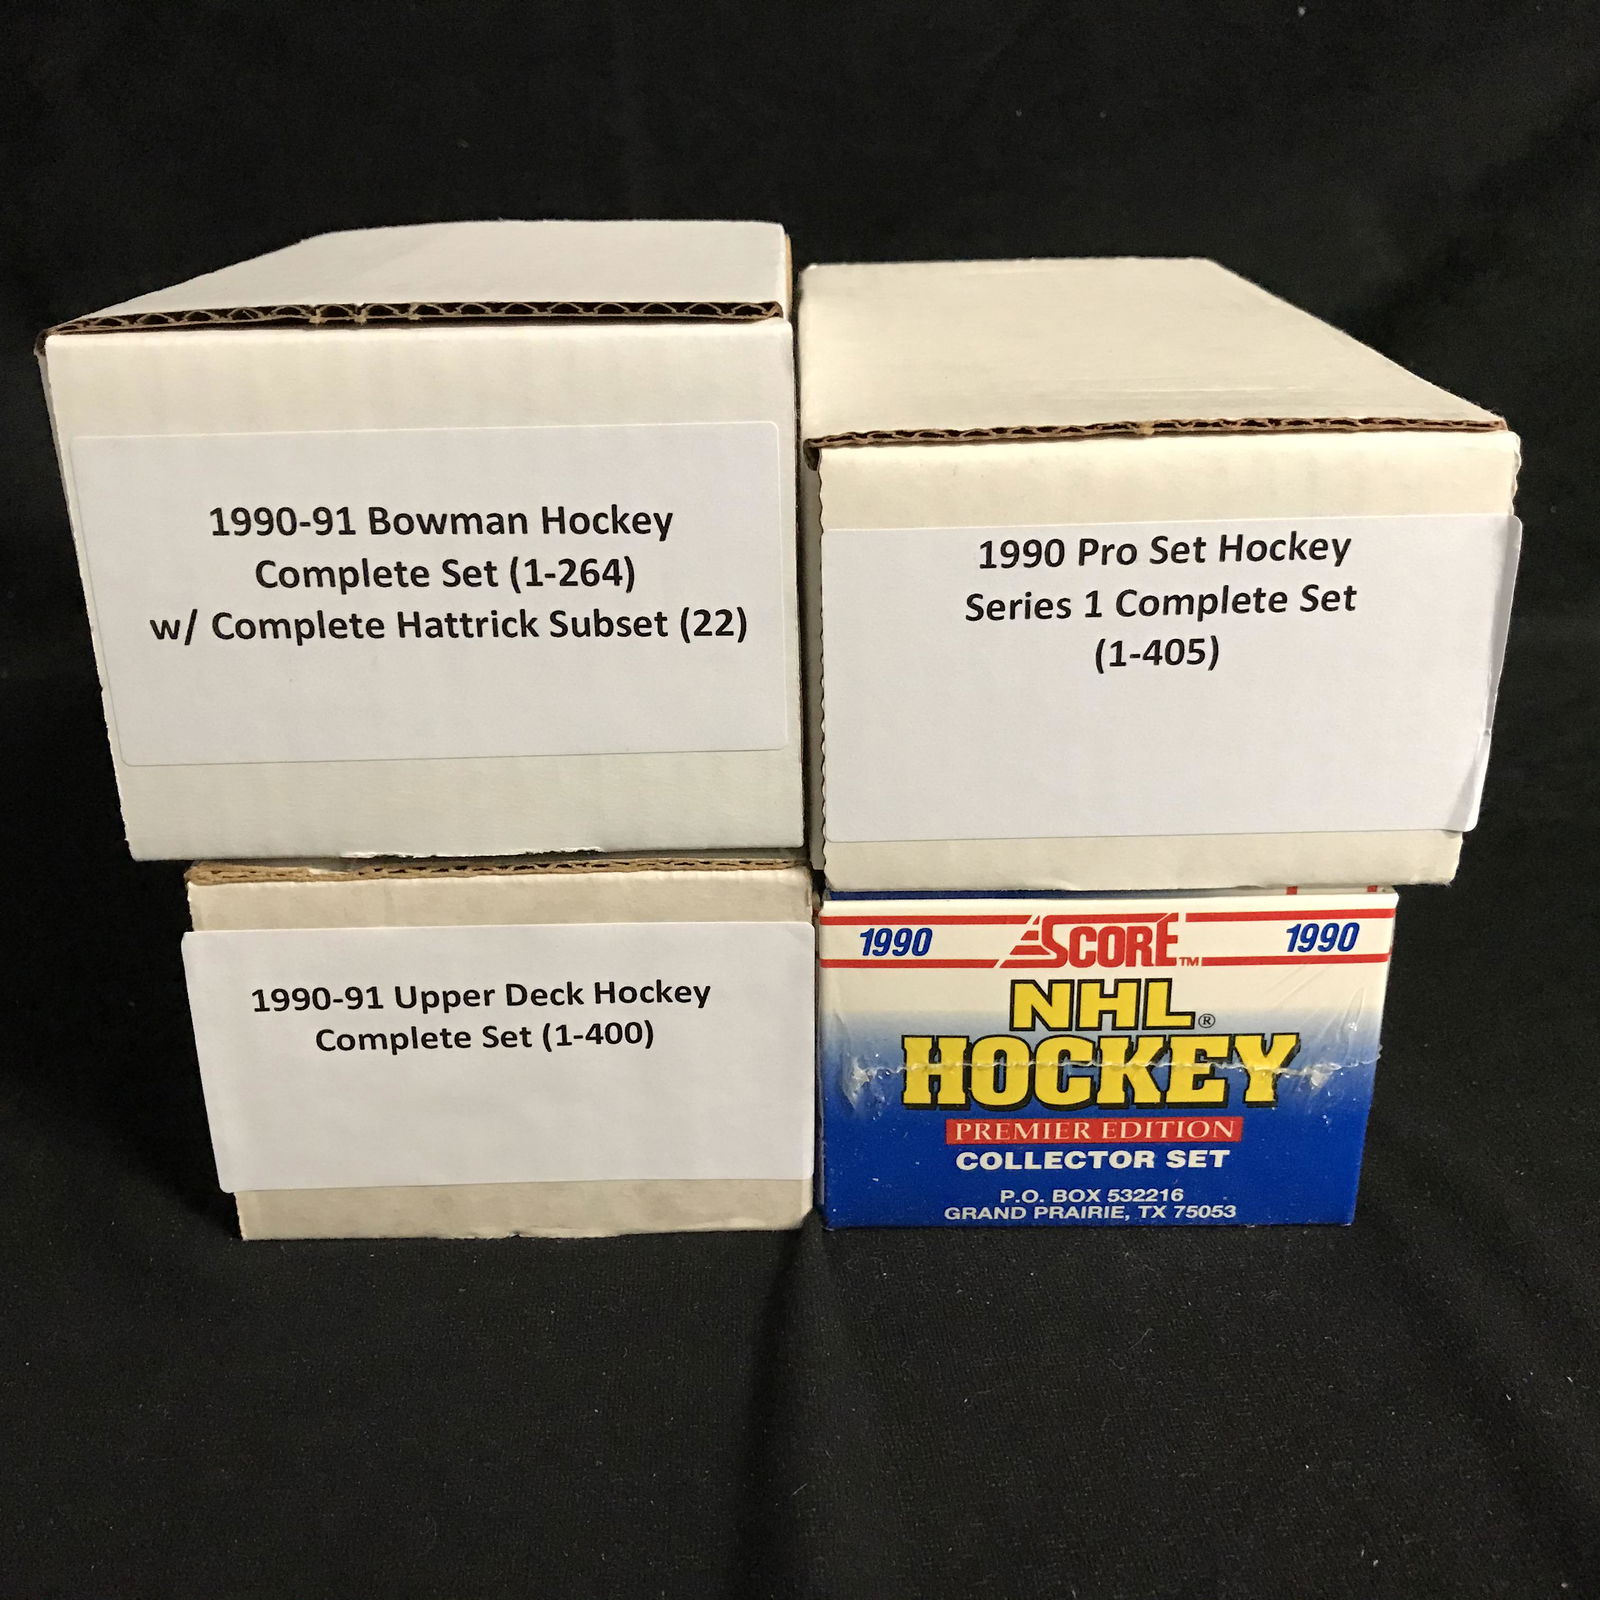 1990-91 Bowman Hockey
Complete Set (1-264)
w/ Complete Hattrick Subset (22)
1990 Pro Set Hockey
Series 1 Complete Set
(1-405)
1990-91 Upper Deck Hockey
Complete Set (1-400)
1990 SCORE™ 1990
NHL®
HOCKEY
PREMIER EDITION
COLLECTOR SET
P.O. BOX 532216
GRAND PRAIRIE, TX 75053